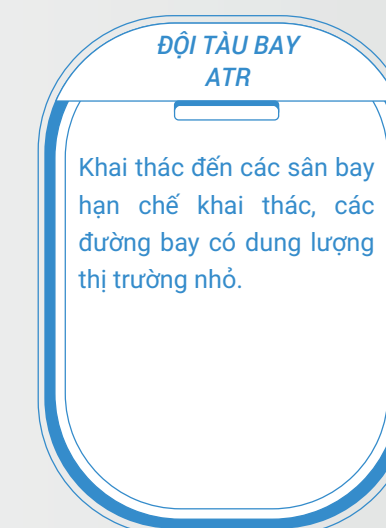 ĐỘI TÀU BAY
ATR
Khai thác đến các sân bay
hạn chế khai thác, các
đường bay có dung lượng
thị trường nhỏ.